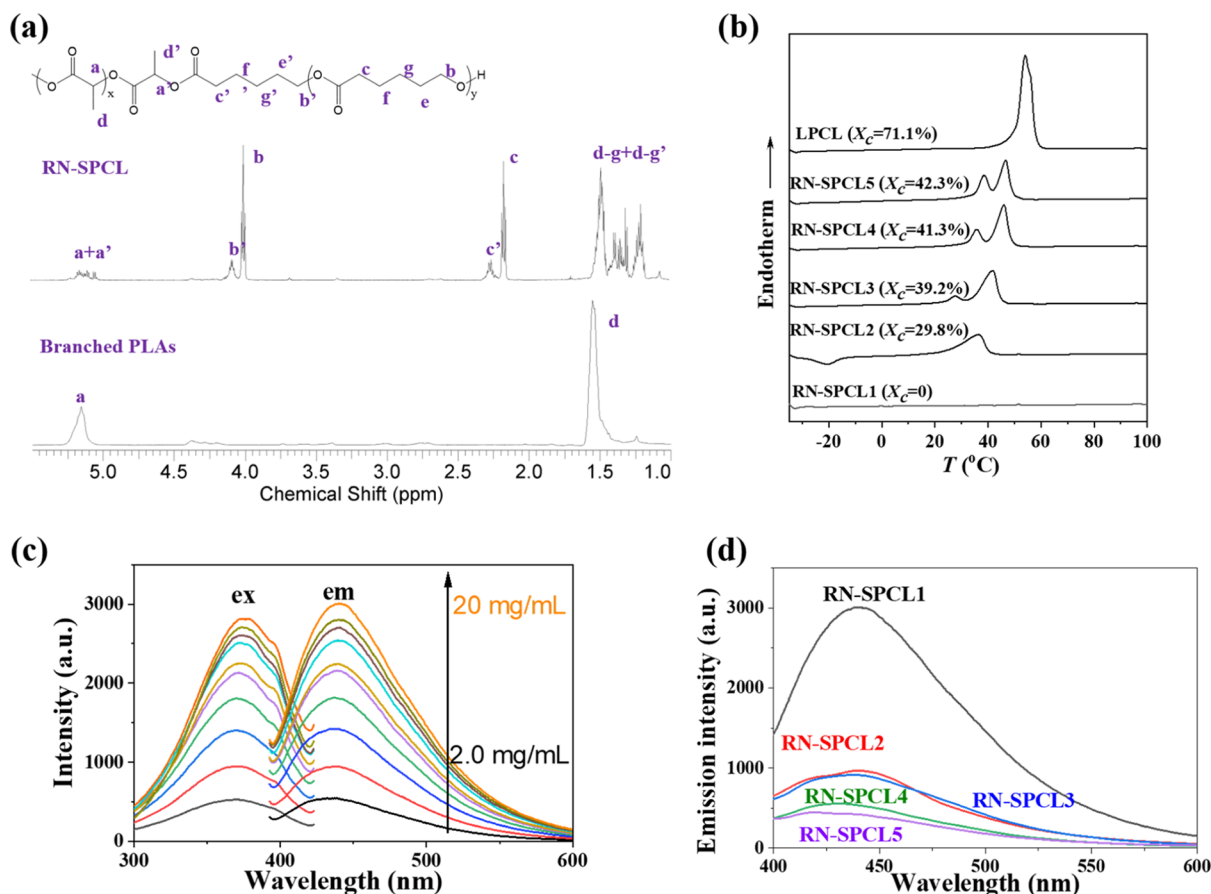 (a)
O
O
d'
O
e'
O
a
O
f
c
g
b
H
O
x
a'
O
c'
'
g'
b'
O
f
e
O
y
d
O
O
RN-SPCL
b
c
d-g+d-g'
a+a'
b'
c'
Branched PLAs
a
d
5.0 4.5 4.0 3.5 3.0 2.5 2.0 1.5 1.0
Chemical Shift (ppm)
(b)
Endotherm
LPCL (Xc=71.1%)
RN-SPCL5 (Xc=42.3%)
RN-SPCL4 (Xc=41.3%)
RN-SPCL3 (Xc=39.2%)
RN-SPCL2 (Xc=29.8%)
RN-SPCL1 (Xc=0)
-20 0 20 40 60 80 100
T (°C)
(c)
Intensity (a.u.)
3000
2000
1000
0
ex
em
20 mg/mL
2.0 mg/mL
300 400 500 600
Wavelength (nm)
(d)
Emission intensity (a.u.)
3000
2000
1000
0
RN-SPCL1
RN-SPCL2
RN-SPCL3
RN-SPCL4
RN-SPCL5
400 450 500 550 600
Wavelength (nm)